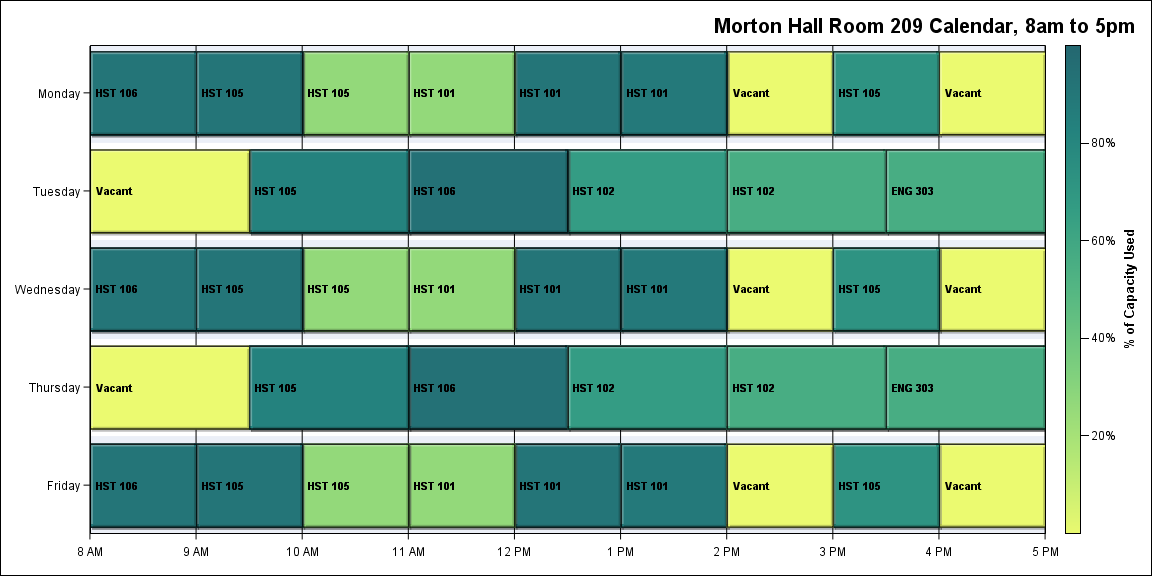 Morton Hall Room 209 Calendar, 8am to 5pm
Monday
HST 106 HST 105 HST 105 HST 101 HST 101 HST 101 Vacant HST 105 Vacant
Tuesday
Vacant HST 105 HST 106 HST 102 HST 102 ENG 303
Wednesday
HST 106 HST 105 HST 105 HST 101 HST 101 HST 101 Vacant HST 105 Vacant
Thursday
Vacant HST 105 HST 106 HST 102 HST 102 ENG 303
Friday
HST 106 HST 105 HST 105 HST 101 HST 101 HST 101 Vacant HST 105 Vacant
8 AM 9 AM 10 AM 11 AM 12 PM 1 PM 2 PM 3 PM 4 PM 5 PM
80%
60%
40%
20%
% of Capacity Used